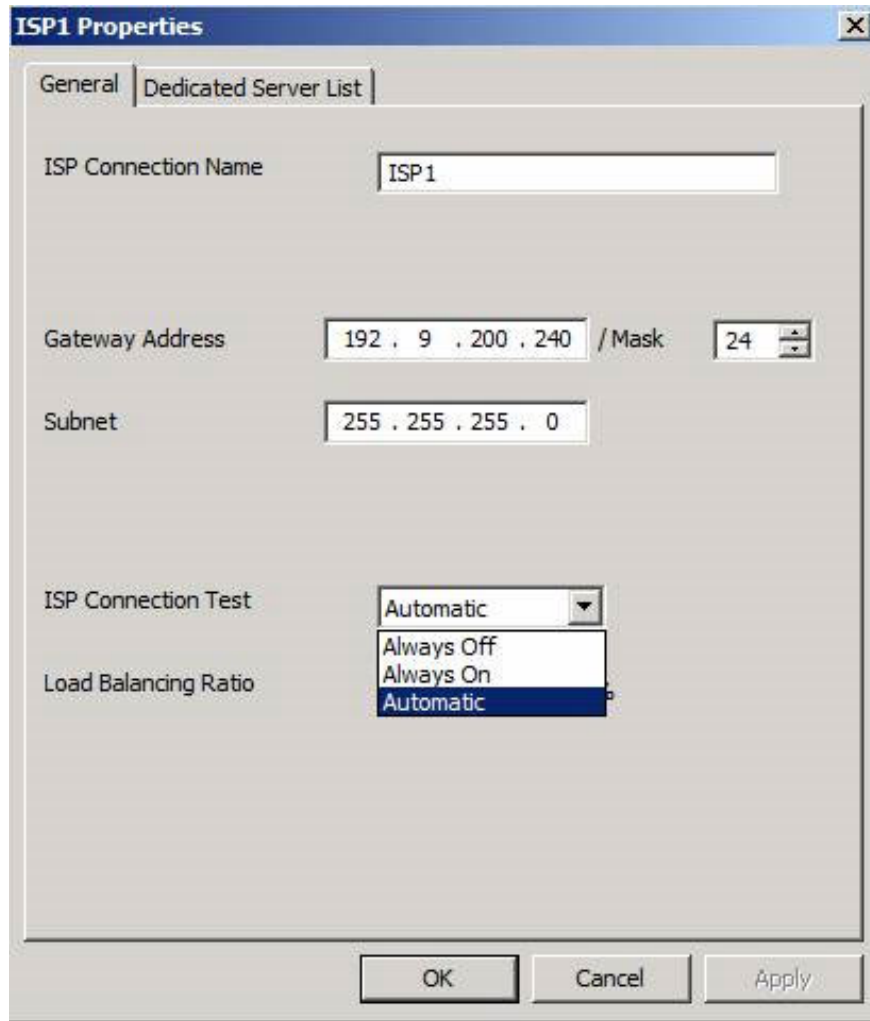 ISP1 Properties
General
Dedicated Server List
ISP Connection Name
ISP1
Gateway Address
192 . 9 . 200 . 240
/ Mask
24
Subnet
255 . 255 . 255 . 0
ISP Connection Test
Automatic
Always Off
Always On
Automatic
Load Balancing Ratio
OK
Cancel
Apply